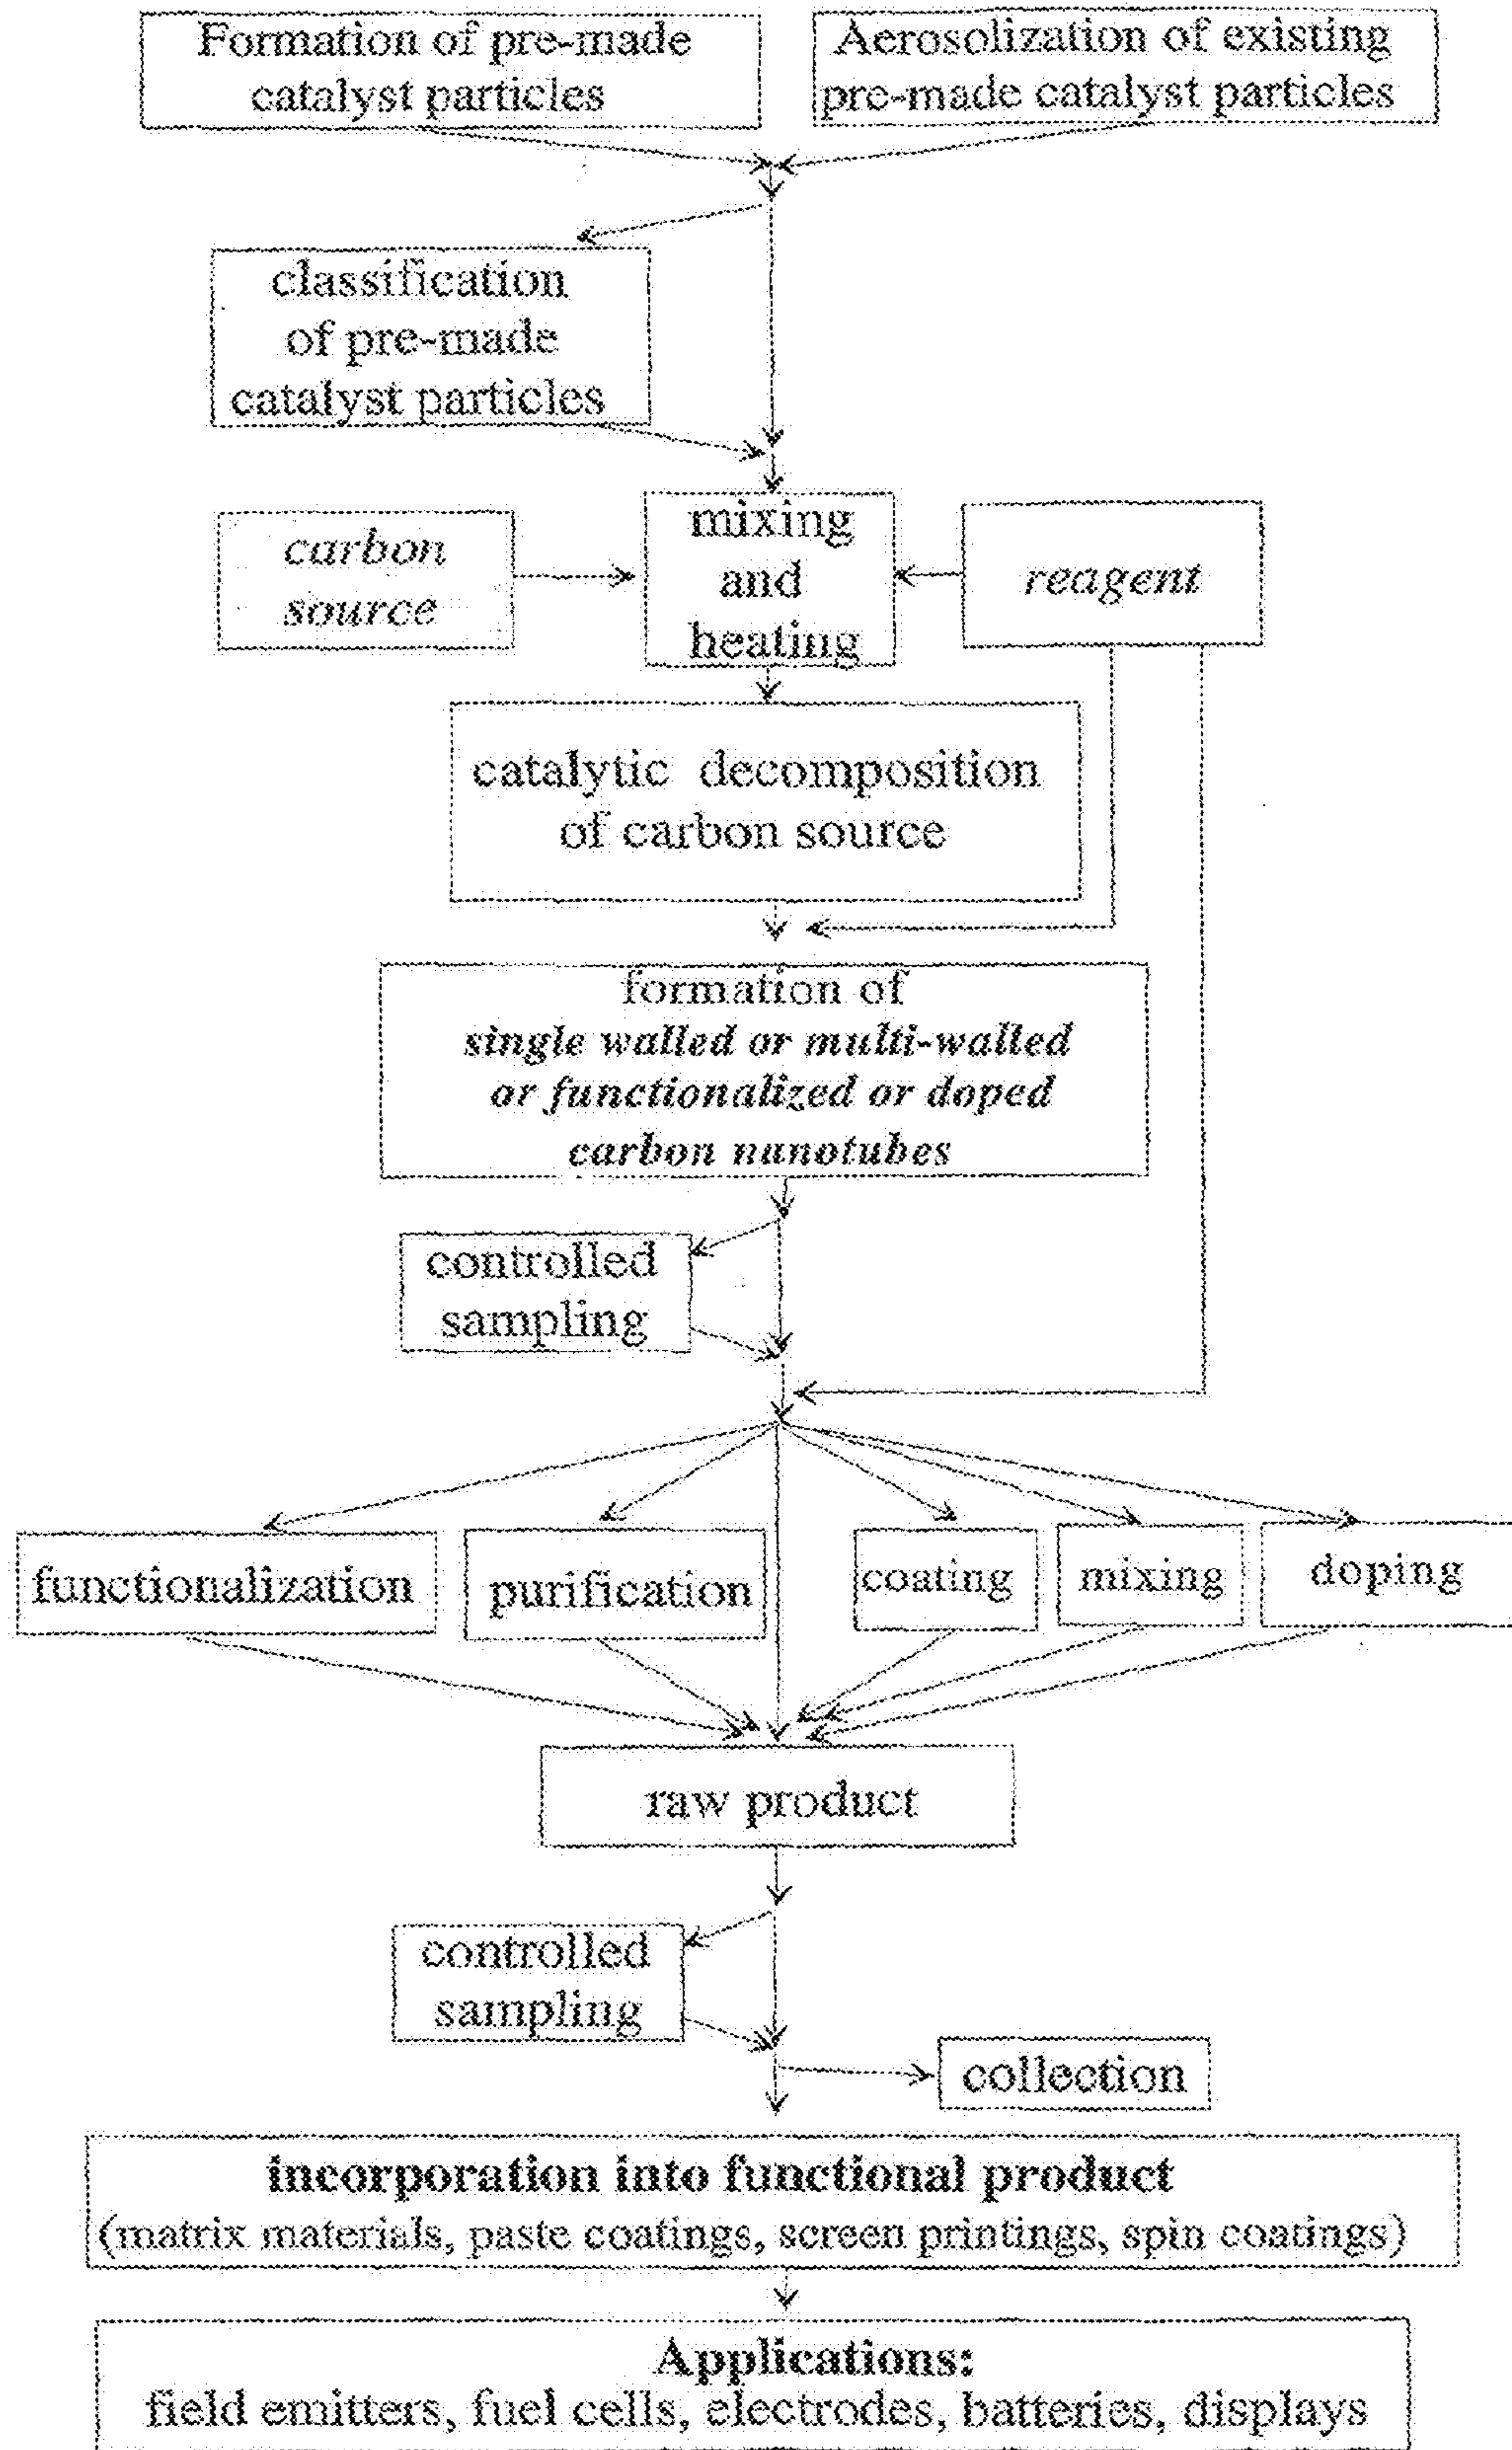 Formation of pre-made
catalyst particles
Aerosolization of existing
pre-made catalyst particles
classification
of pre-made
catalyst particles
carbon
source
mixing
and
heating
reagent
catalytic decomposition
of carbon source
formation of
single walled or multi-walled
or functionalized or doped
carbon nanotubes
controlled
sampling
functionalization
purification
coating
mixing
doping
raw product
controlled
sampling
collection
incorporation into functional product
(matrix materials, paste coatings, screen printings, spin coatings)
Applications:
field emitters, fuel cells, electrodes, batteries, displays